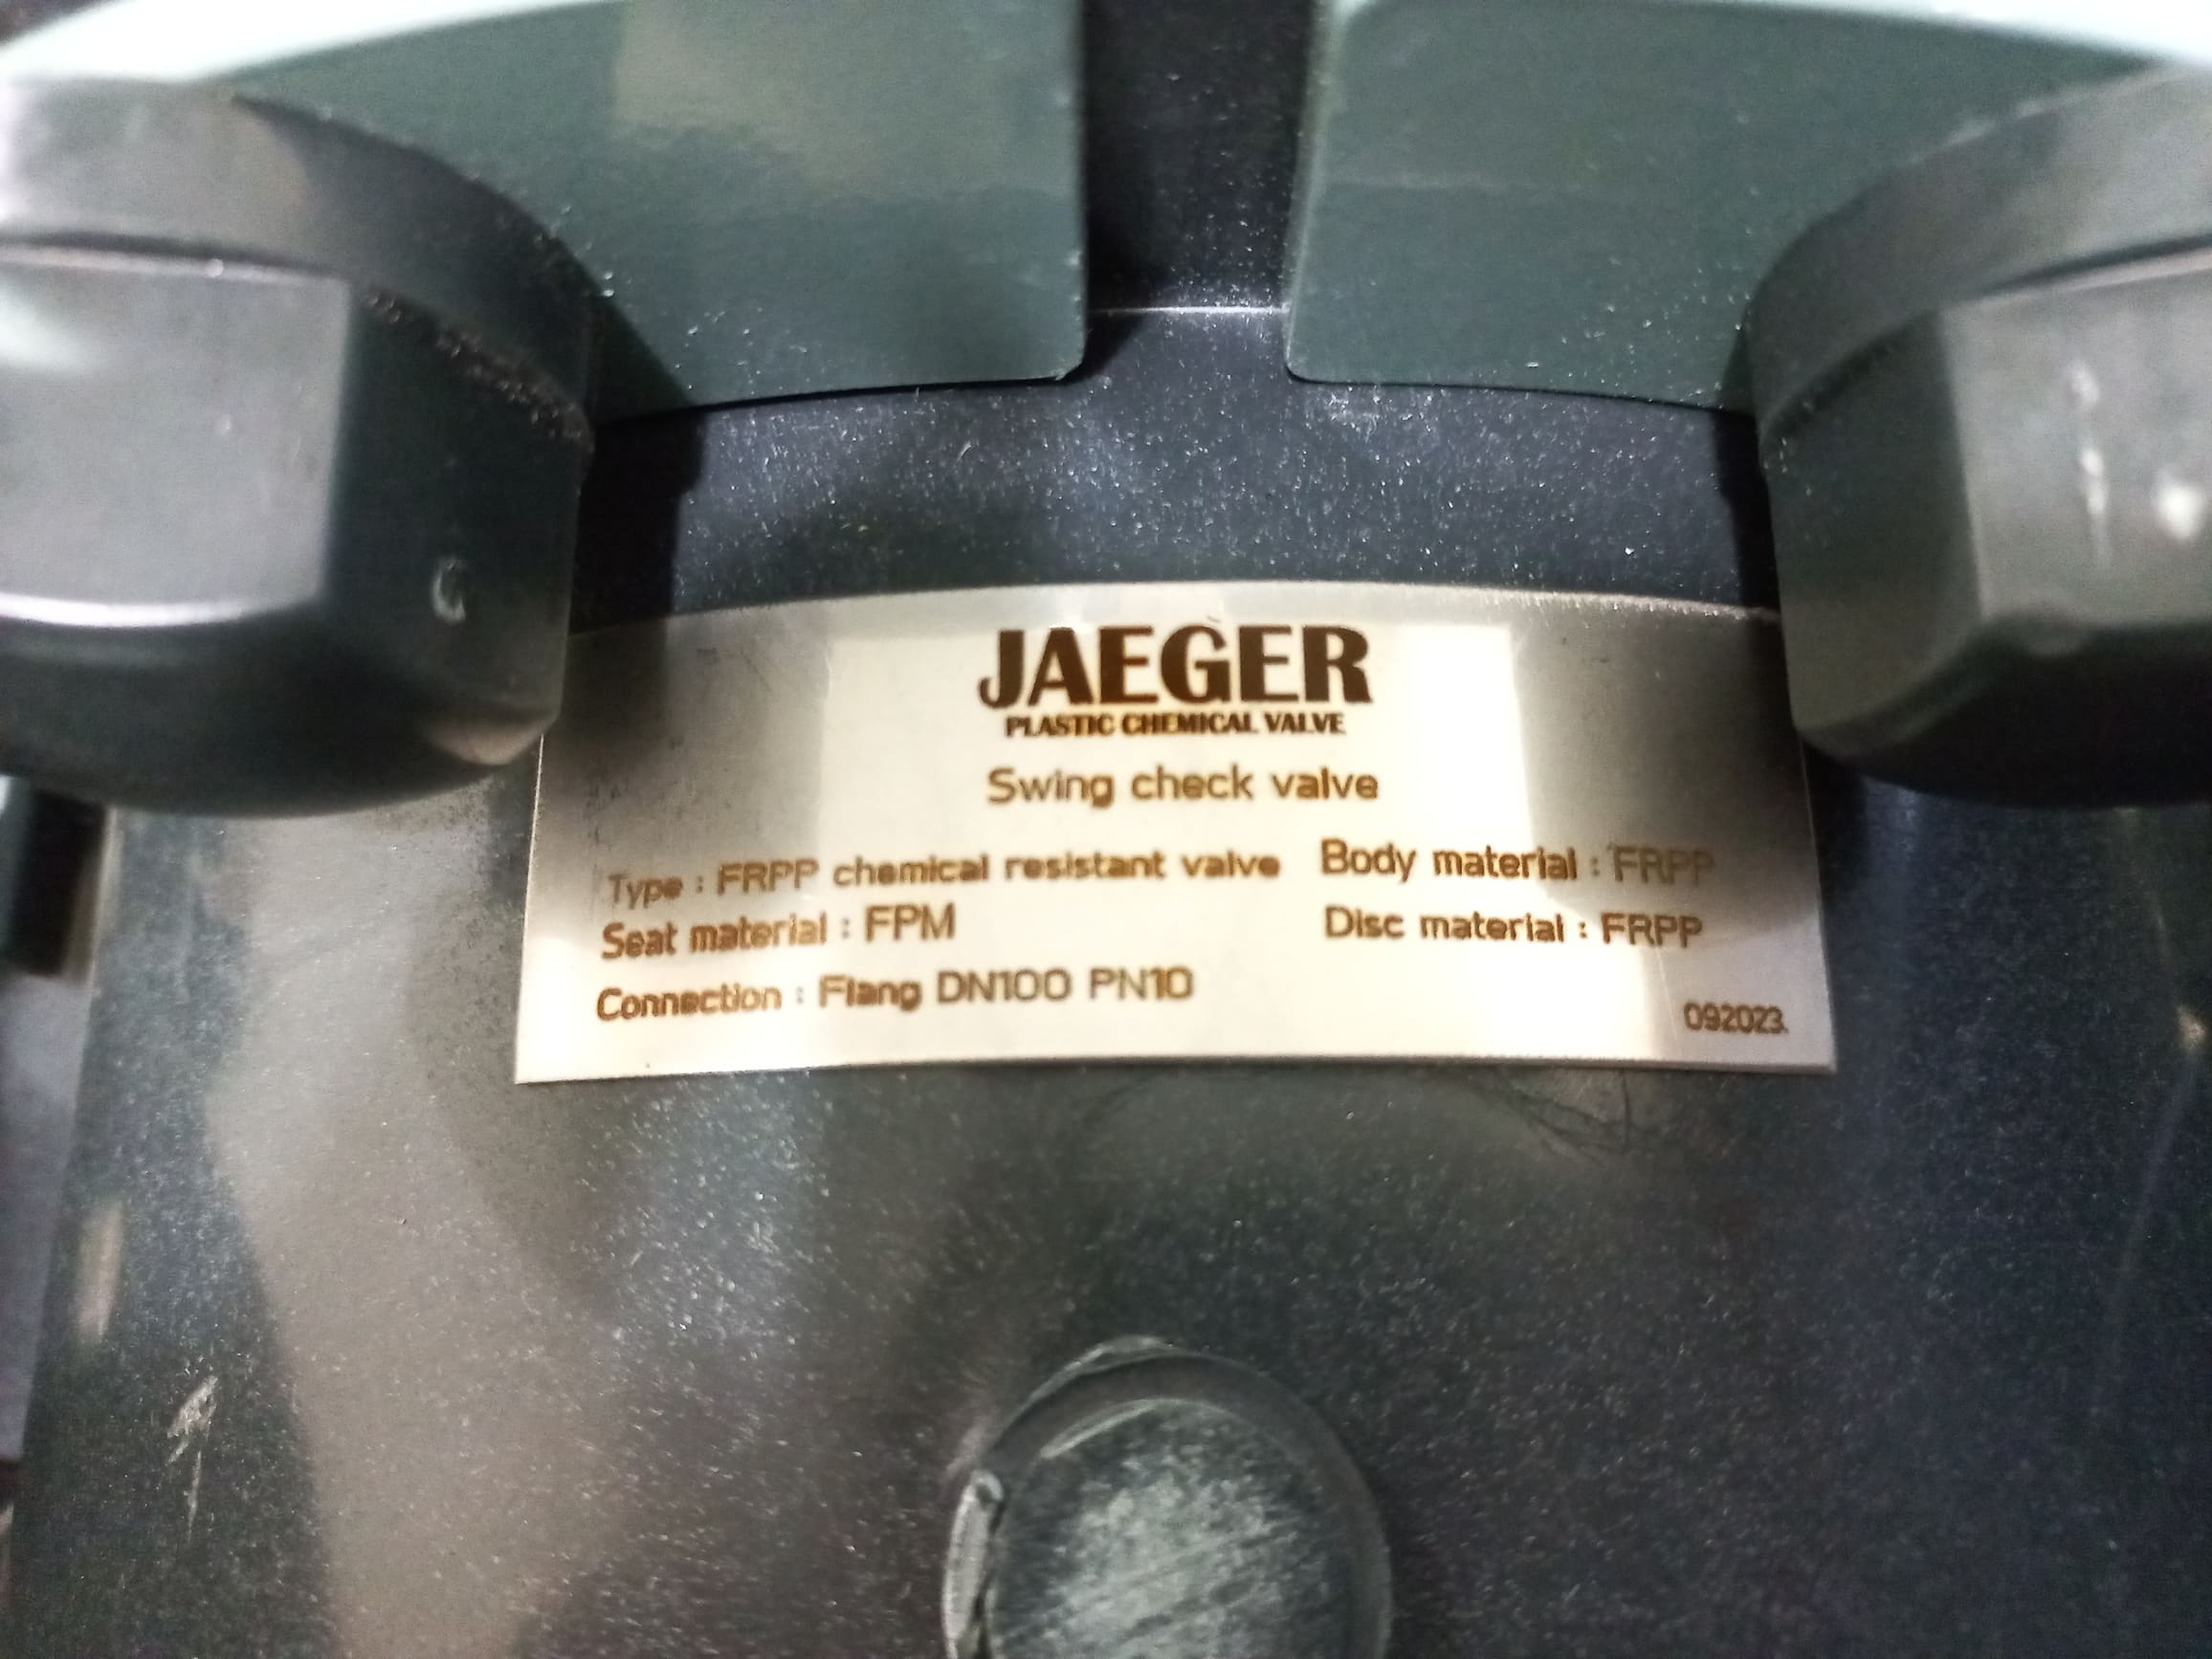 JAEGER
PLASTIC CHEMICAL VALVE
Swing check valve
Type : FRPP chemical resistant valve Body material : FRPP
Seat material : FPM Disc material : FRPP
Connection : Flang DN100 PN10
092023.